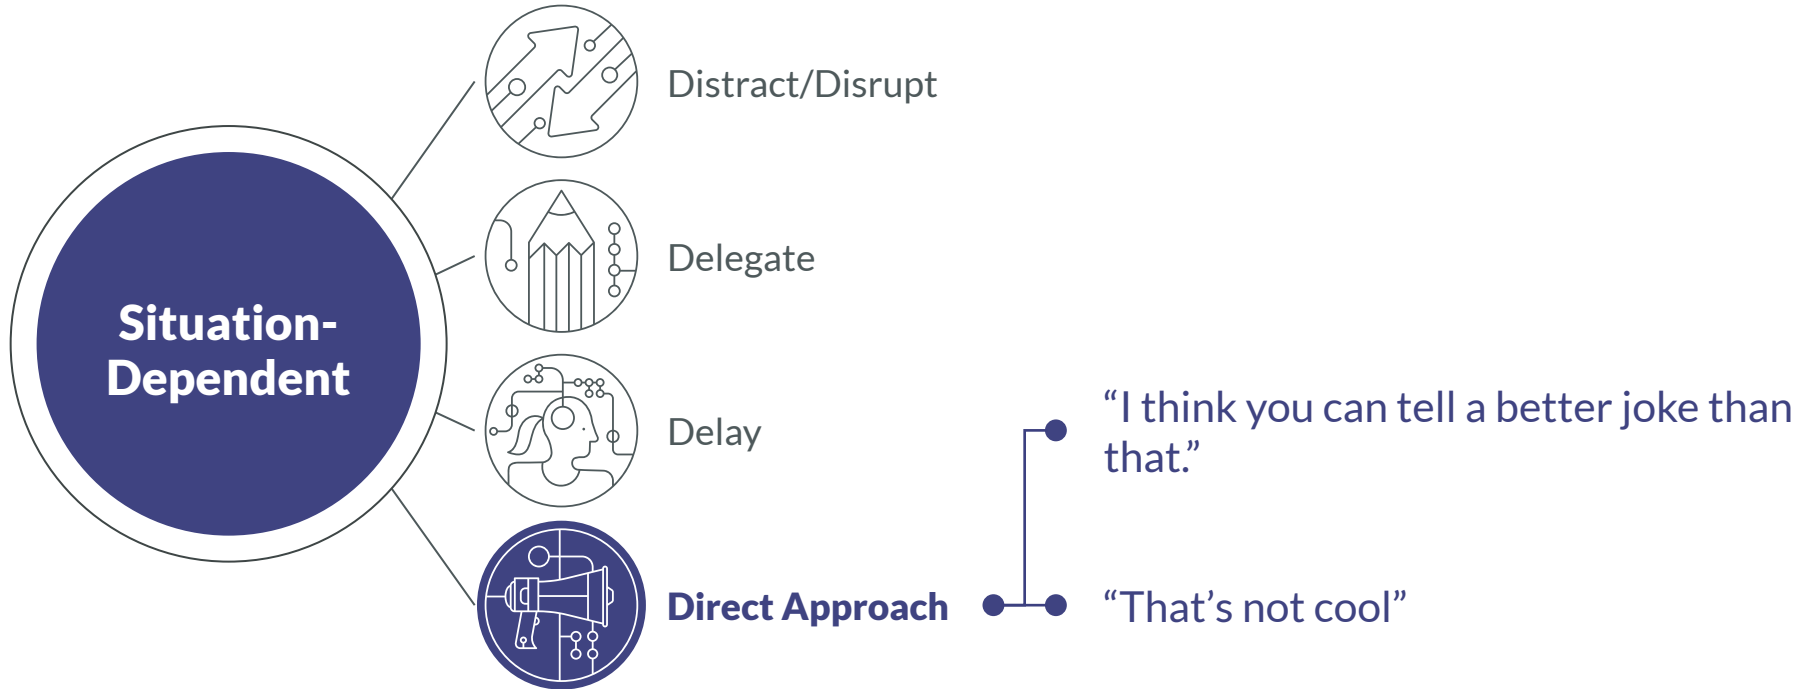 Distract/Disrupt
Delegate
Situation-
Dependent
Delay
“I think you can tell a better joke than
that.”
Direct Approach
“That’s not cool”